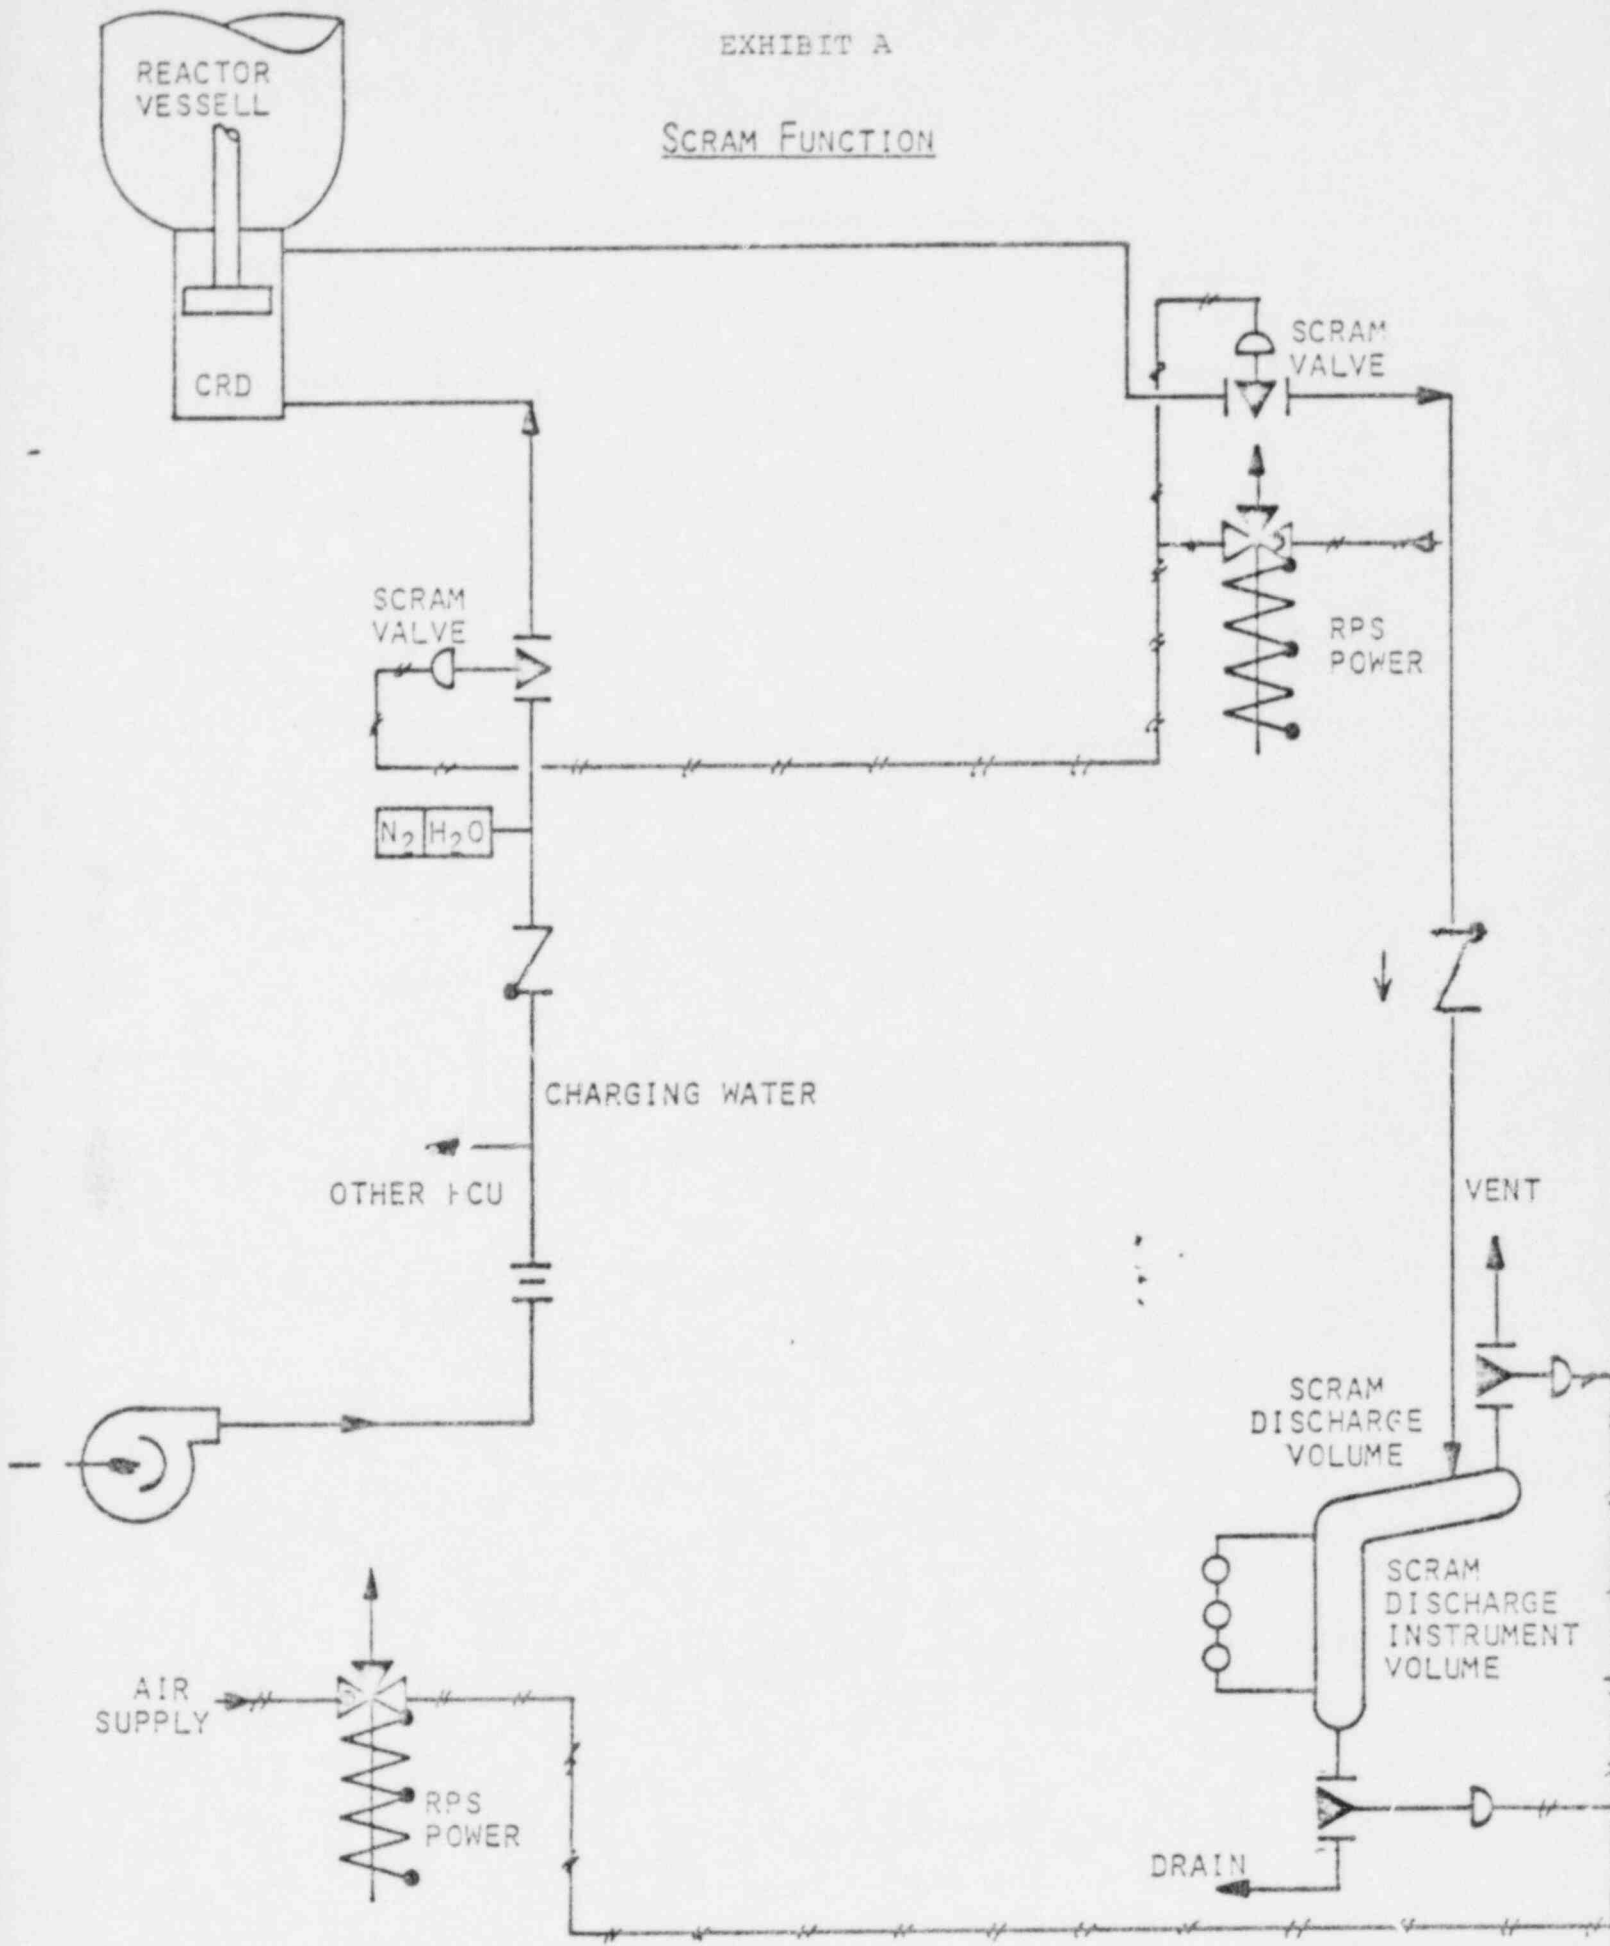 EXHIBIT A
SCRAM FUNCTION
REACTOR
VESSELL
CRD
SCRAM
VALVE
RPS
POWER
SCRAM
VALVE
N₂ H₂O
CHARGING WATER
OTHER HCU
VENT
SCRAM
DISCHARGE
VOLUME
SCRAM
DISCHARGE
INSTRUMENT
VOLUME
AIR
SUPPLY
RPS
POWER
DRAIN